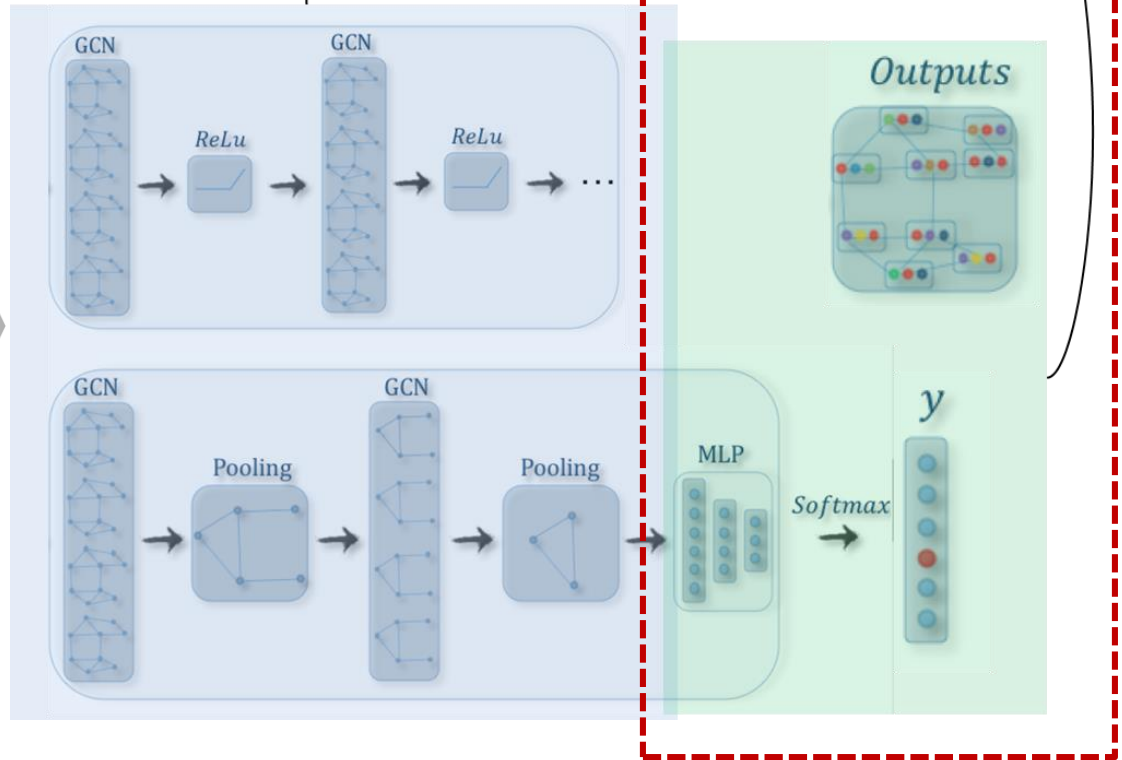 GCN
GCN
ReLu
ReLu
...
Outputs
GCN
GCN
Pooling
Pooling
MLP
Softmax
y